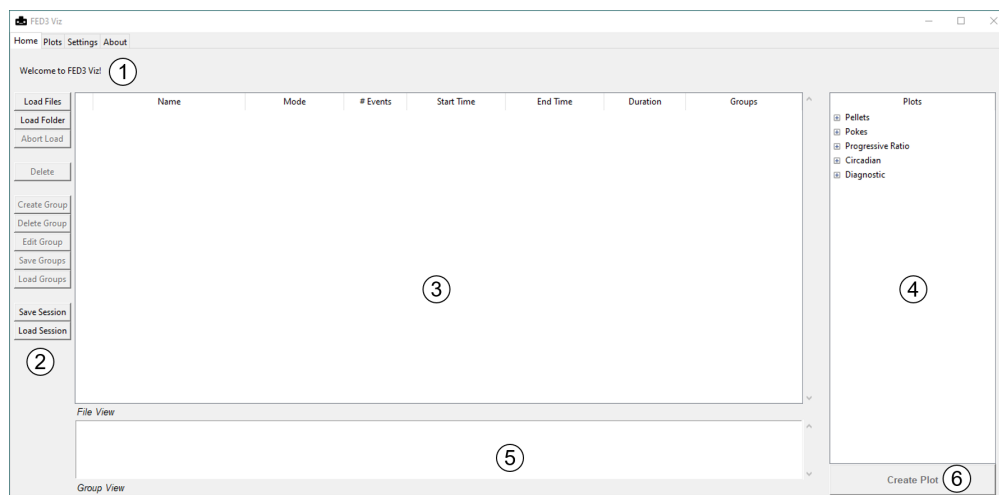 FED3 Viz
Home Plots Settings About
Welcome to FED3 Viz! 1
Load Files
Load Folder
Abort Load
Delete
Create Group
Delete Group
Edit Group
Save Groups
Load Groups
Save Session
Load Session
2
Name Mode # Events Start Time End Time Duration Groups
3
File View
5
Group View
Plots
Pellets
Pokes
Progressive Ratio
Circadian
Diagnostic
4
Create Plot 6